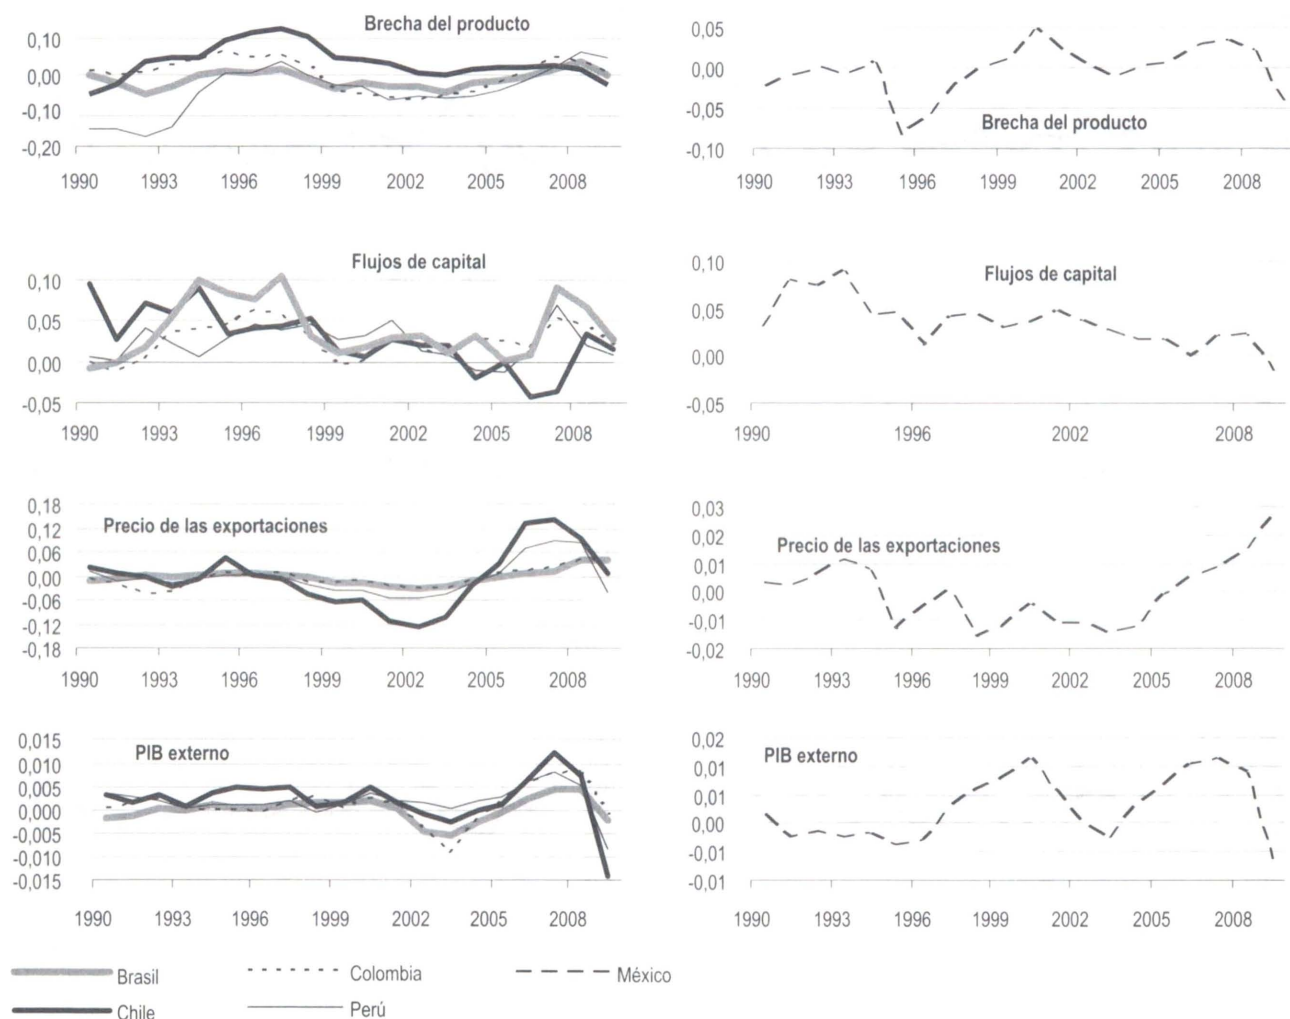 Brecha del producto
0,10
0,00
-0,10
-0,20
1990 1993 1996 1999 2002 2005 2008
0,05
0,00
-0,05
-0,10
Brecha del producto
1990 1993 1996 1999 2002 2005 2008
Flujos de capital
0,10
0,05
0,00
-0,05
1990 1993 1996 1999 2002 2005 2008
0,10
Flujos de capital
0,05
0,00
-0,05
1990 1996 2002 2008
0,18
Precio de las exportaciones
0,12
0,06
0,00
-0,06
-0,12
-0,18
1990 1993 1996 1999 2002 2005 2008
0,03
0,02
Precio de las exportaciones
0,01
0,00
-0,01
-0,02
1990 1993 1996 1999 2002 2005 2008
0,015
PIB externo
0,010
0,005
0,000
-0,005
-0,010
-0,015
1990 1993 1996 1999 2002 2005 2008
0,02
PIB externo
0,01
0,01
0,00
-0,01
-0,01
1990 1993 1996 1999 2002 2005 2008
Brasil Colombia México
Chile Perú